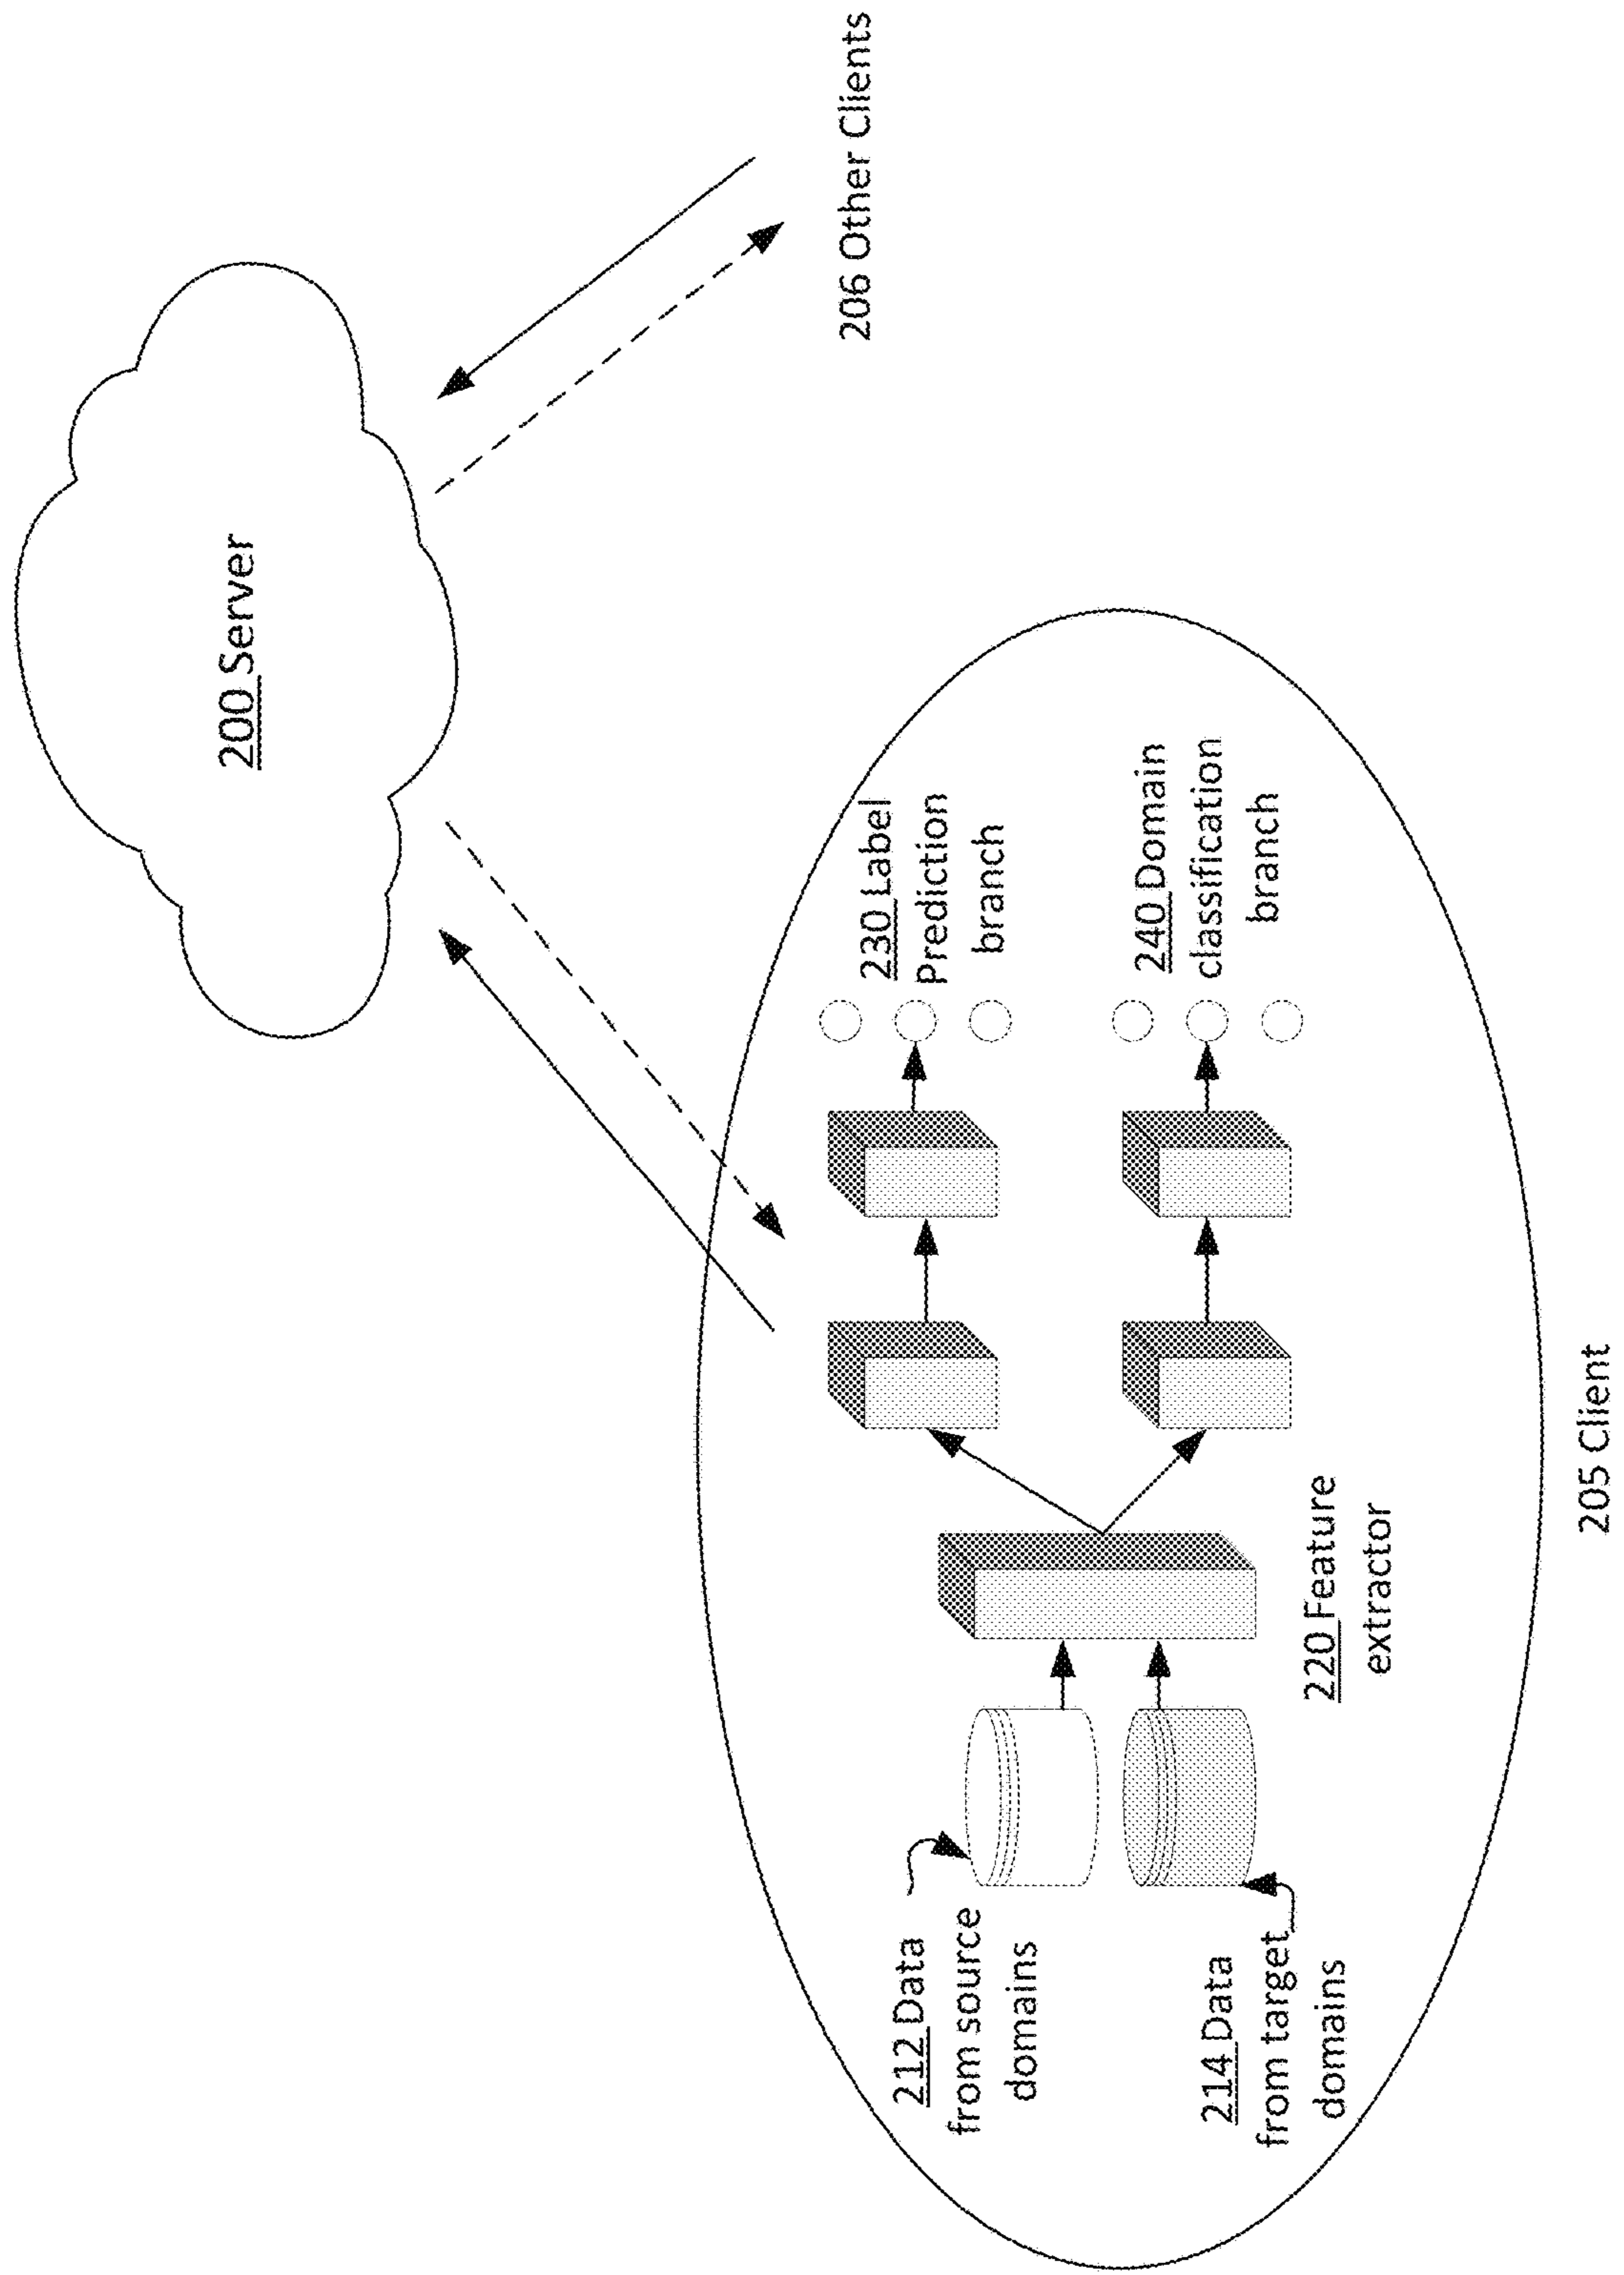 200 Server
206 Other Clients
212 Data
from source
domains
214 Data
from target
domains
220 Feature
extractor
230 Label
Prediction
branch
240 Domain
classification
branch
205 Client